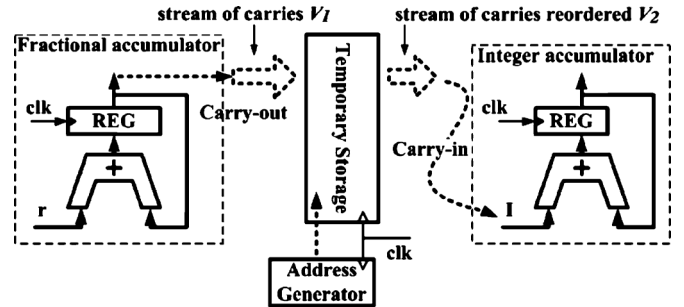 stream of carries V1
stream of carries reordered V2
Fractional accumulator
Integer accumulator
Temporary Storage
clk
REG
Carry-out
+
r
Carry-in
clk
REG
+
I
clk
Address
Generator